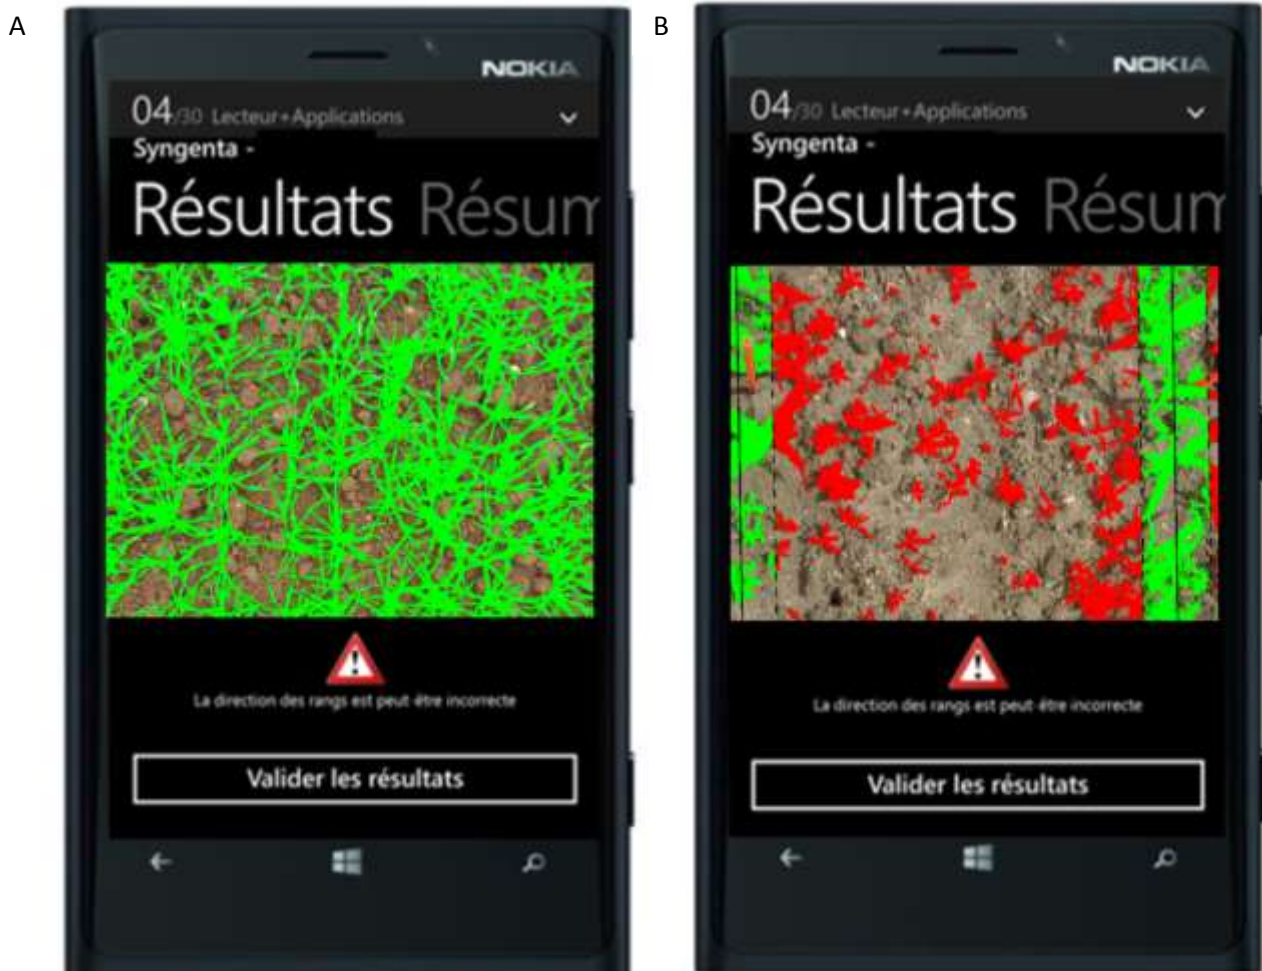 A
NOKIA
04/30 Lecteur+Applications
Syngenta -
Résultats Résum
La direction des rangs est peut-être incorrecte
Valider les résultats
B
NOKIA
04/30 Lecteur+Applications
Syngenta -
Résultats Résum
La direction des rangs est peut-être incorrecte
Valider les résultats